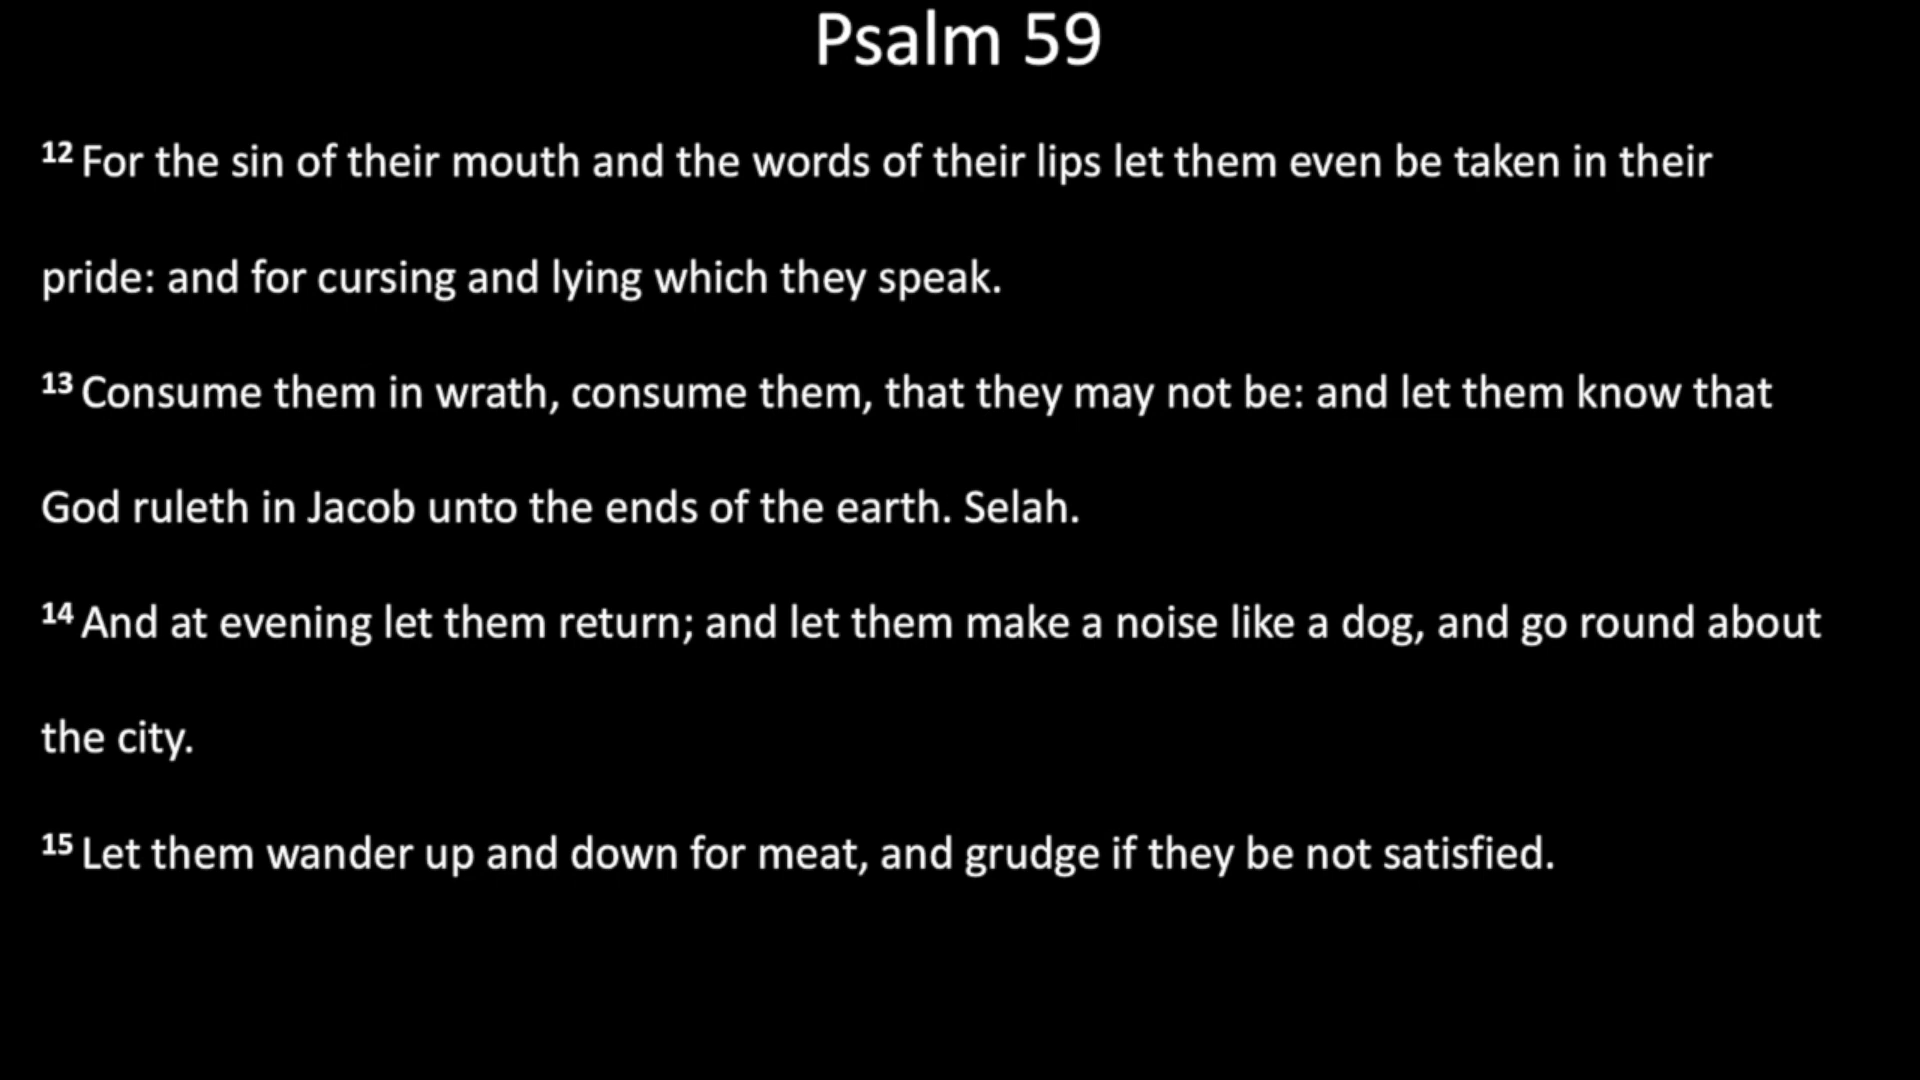 Psalm 59
12 For the sin of their mouth and the words of their lips let them even be taken in their
pride: and for cursing and lying which they speak.
13 Consume them in wrath, consume them, that they may not be: and let them know that
God ruleth in Jacob unto the ends of the earth. Selah.
14 And at evening let them return; and let them make a noise like a dog, and go round about
the city.
15 Let them wander up and down for meat, and grudge if they be not satisfied.